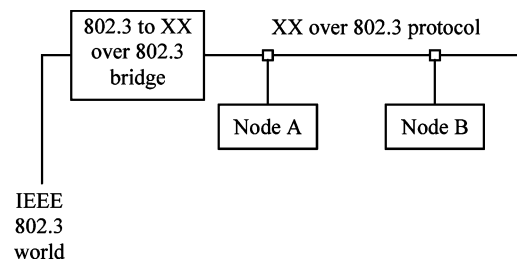 802.3 to XX
over 802.3
bridge
XX over 802.3 protocol
Node A
Node B
IEEE
802.3
world